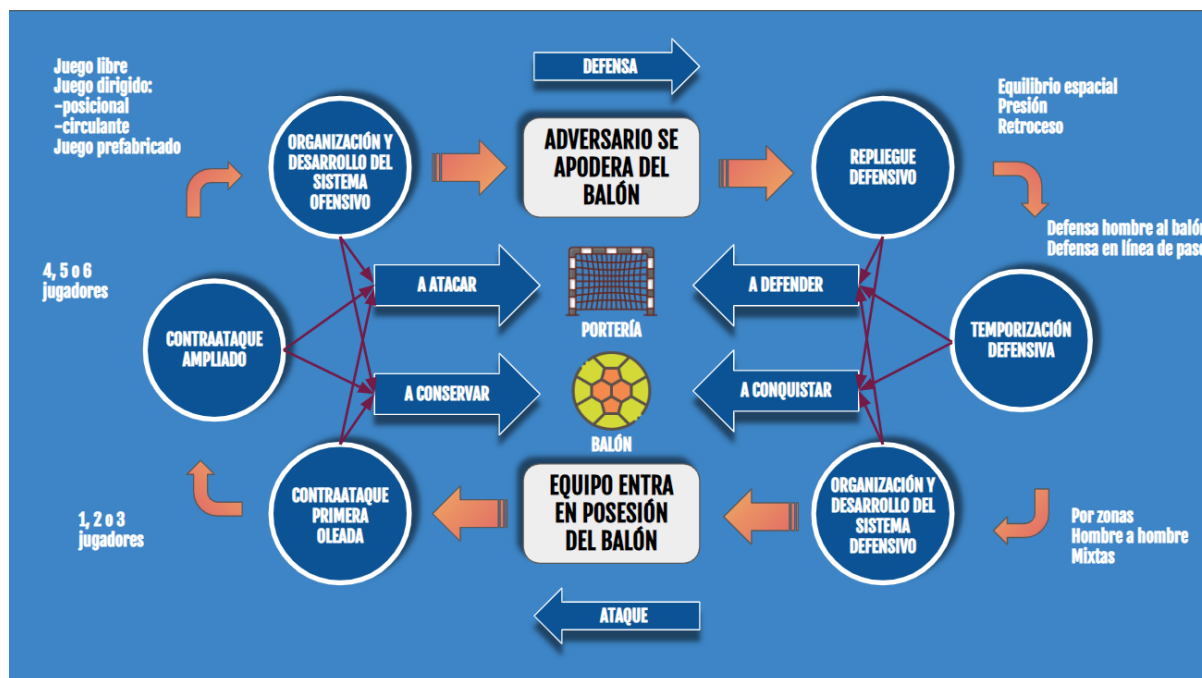 DEFENSA
Juego libre
Juego dirigido:
-posicional
-circulante
Juego prefabricado
ORGANIZACIÓN Y
DESARROLLO DEL
SISTEMA
OFENSIVO
ADVERSARIO SE
APODERA DEL
BALÓN
REPLIEGUE
DEFENSIVO
Equilibrio espacial
Presión
Retroceso
Defensa hombre al balón
Defensa en línea de pase
4, 5 o 6
jugadores
A ATACAR
A DEFENDER
PORTERÍA
CONTRAATAQUE
AMPLIADO
TEMPORIZACIÓN
DEFENSIVA
A CONSERVAR
A CONQUISTAR
BALÓN
1, 2 o 3
jugadores
CONTRAATAQUE
PRIMERA
OLEADA
EQUIPO ENTRA
EN POSESIÓN
DEL BALÓN
ORGANIZACIÓN Y
DESARROLLO DEL
SISTEMA
DEFENSIVO
Por zonas
Hombre a hombre
Mixtas
ATAQUE